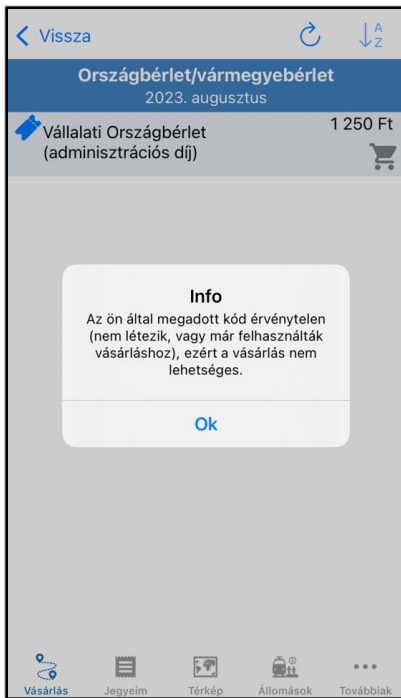 Vissza
A
Z
Országbérlet/vármegyebérlet
2023. augusztus
Vállalati Országbérlet
1 250 Ft
(adminisztrációs díj)
Info
Az ön által megadott kód érvénytelen
(nem létezik, vagy már felhasználták
vásárláshoz), ezért a vásárlás nem
lehetséges.
Ok
Vásárlás Jegyeim Térkép Állomások Továbbiak